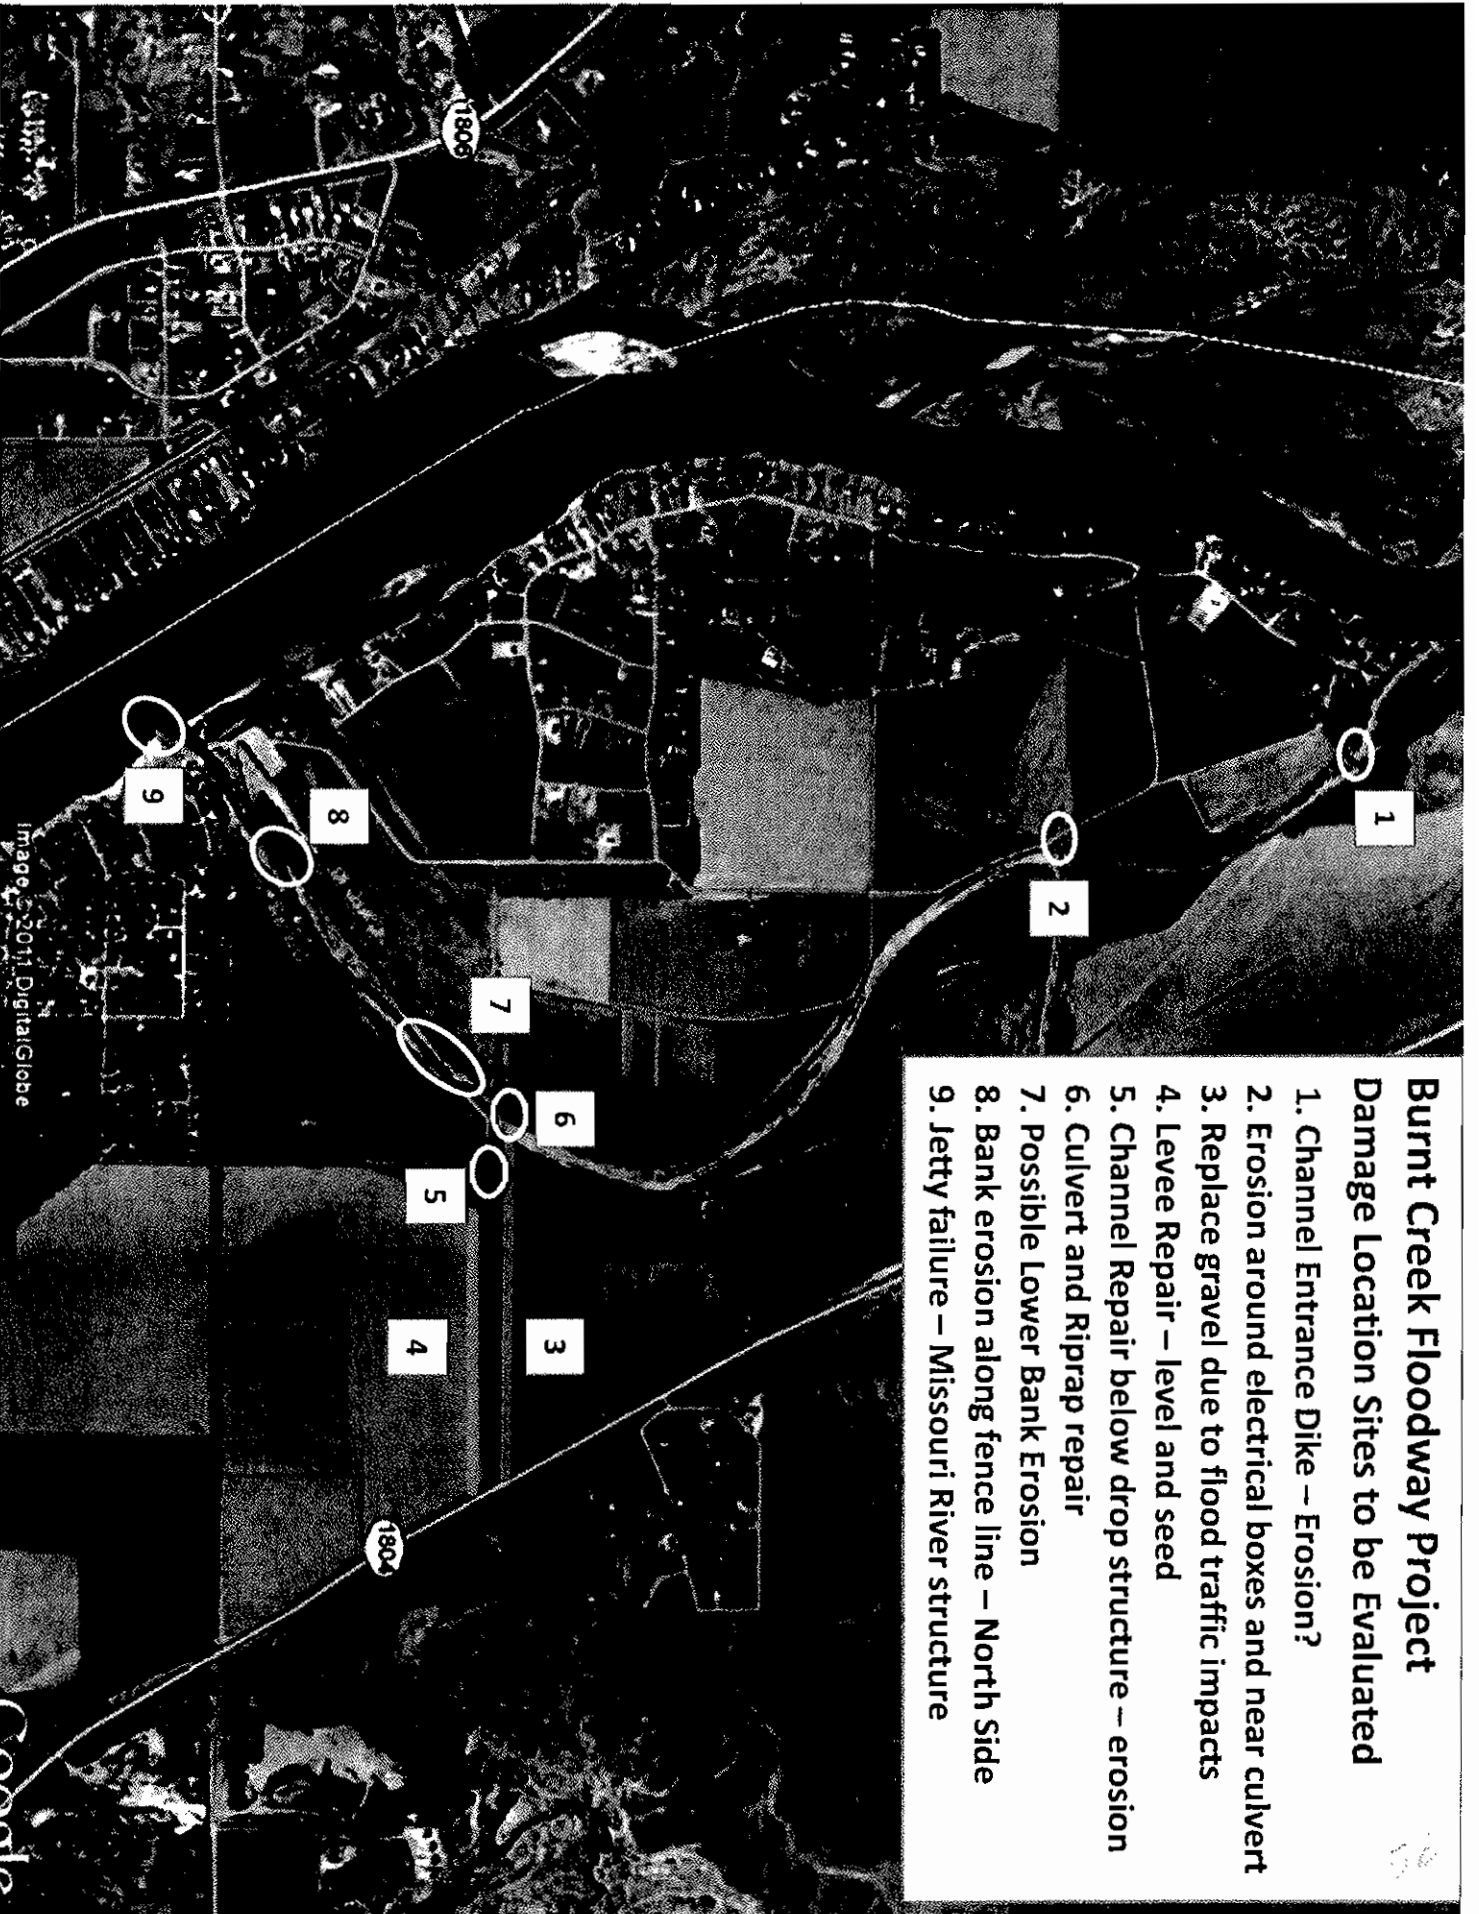 Burnt Creek Floodway Project
Damage Location Sites to be Evaluated
1. Channel Entrance Dike – Erosion?
2. Erosion around electrical boxes and near culvert
3. Replace gravel due to flood traffic impacts
4. Levee Repair – level and seed
5. Channel Repair below drop structure – erosion
6. Culvert and Riprap repair
7. Possible Lower Bank Erosion
8. Bank erosion along fence line – North Side
9. Jetty failure – Missouri River structure
1
2
3
4
5
6
7
8
9
1806
1804
Image © 2011 DigitalGlobe
Google